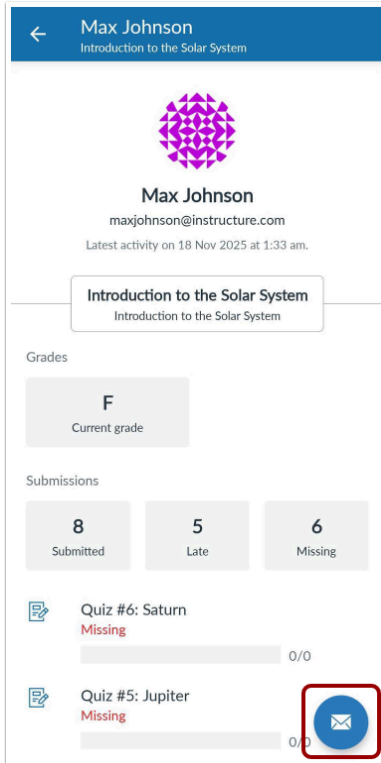 Max Johnson
Introduction to the Solar System
Max Johnson
maxjohnson@instructure.com
Latest activity on 18 Nov 2025 at 1:33 am.
Introduction to the Solar System
Introduction to the Solar System
Grades
F
Current grade
Submissions
8 5 6
Submitted Late Missing
Quiz #6: Saturn
Missing
0/0
Quiz #5: Jupiter
Missing
0/0